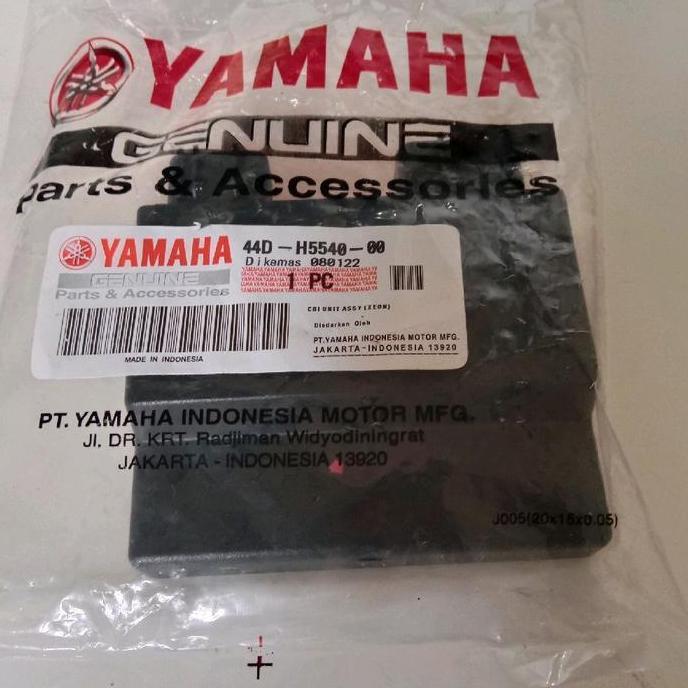 YAMAHA
GENUINE
Parts & Accessories
YAMAHA
GENUINE
Parts & Accessories
44D-H5540-00
Dikemas 080122
1 PC
CDI UNIT ASSY (ZEON)
Diedarkan Oleh
PT.YAMAHA INDONESIA MOTOR MFG.
JAKARTA-INDONESIA 13920
MADE IN INDONESIA
PT. YAMAHA INDONESIA MOTOR MFG.
Jl. DR. KRT. Radjiman Widyodiningrat
JAKARTA - INDONESIA 13920
J005(20x15x0.05)